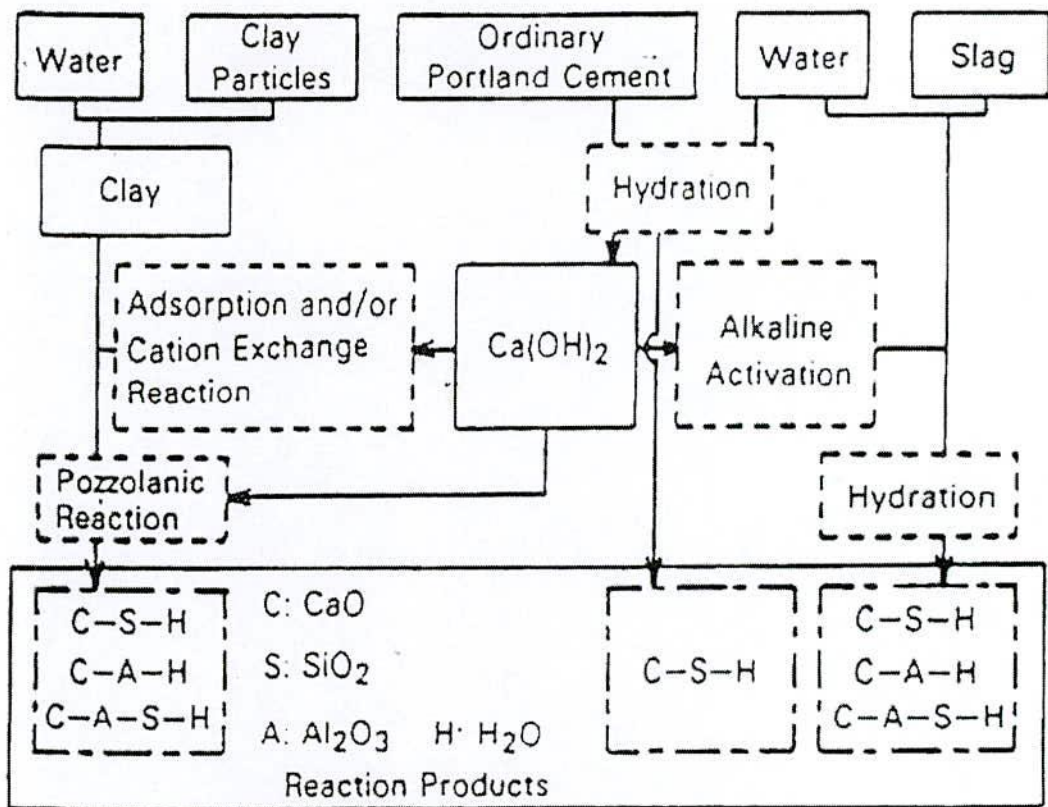 Water
Clay
Particles
Ordinary
Portland Cement
Water
Slag
Clay
Hydration
Adsorption and/or
Cation Exchange
Reaction
Ca(OH)2
Alkaline
Activation
Pozzolanic
Reaction
Hydration
C-S-H
C-A-H
C-A-S-H
C: CaO
S: SiO2
A: Al2O3 H· H2O
C-S-H
C-S-H
C-A-H
C-A-S-H
Reaction Products